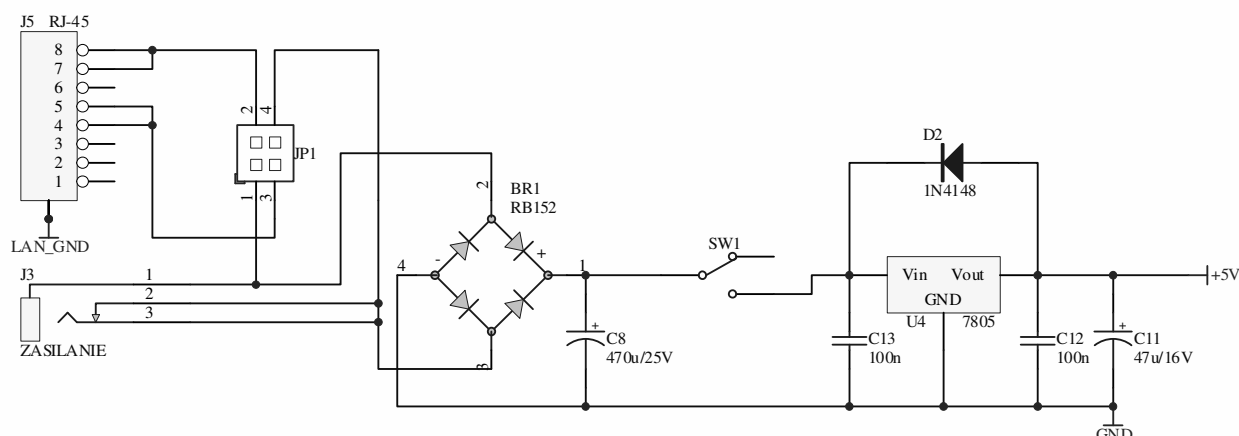 J5 RJ-45
8
7
6
5
4
3
2
1
LAN_GND
2
4
JP1
1
3
J3
1
2
3
ZASILANIE
BR1
RB152
2
-
+
4
1
3
C8
470u/25V
+
SW1
D2
1N4148
Vin Vout
GND
U4 7805
C13
100n
C12
100n
+
C11
47u/16V
+5V
GND